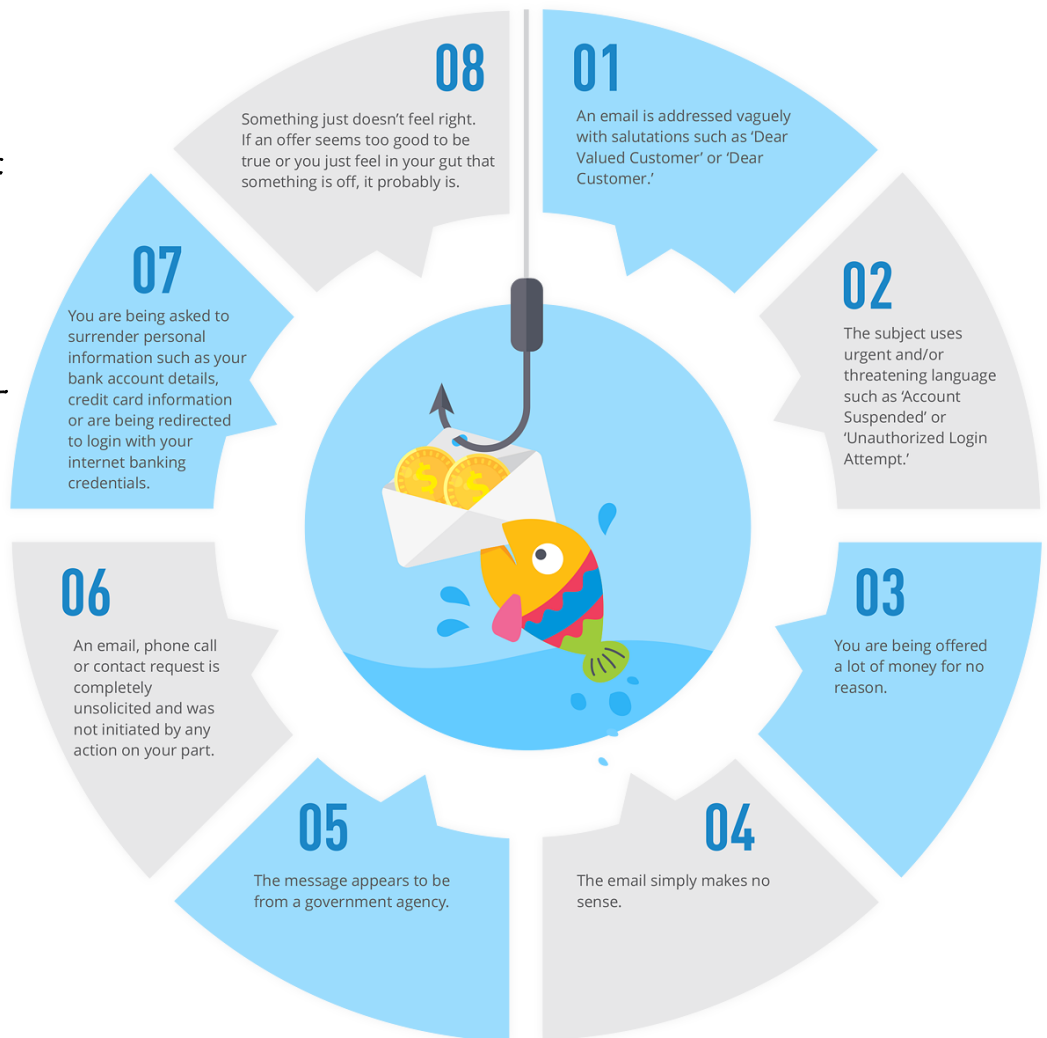 01
An email is addressed vaguely
with salutations such as ‘Dear
Valued Customer’ or ‘Dear
Customer.’
02
The subject uses
urgent and/or
threatening language
such as ‘Account
Suspended’ or
‘Unauthorized Login
Attempt.’
03
You are being offered
a lot of money for no
reason.
04
The email simply makes no
sense.
05
The message appears to be
from a government agency.
06
An email, phone call
or contact request is
completely
unsolicited and was
not initiated by any
action on your part.
07
You are being asked to
surrender personal
information such as your
bank account details,
credit card information
or are being redirected
to login with your
internet banking
credentials.
08
Something just doesn’t feel right.
If an offer seems too good to be
true or you just feel in your gut that
something is off, it probably is.
$ $